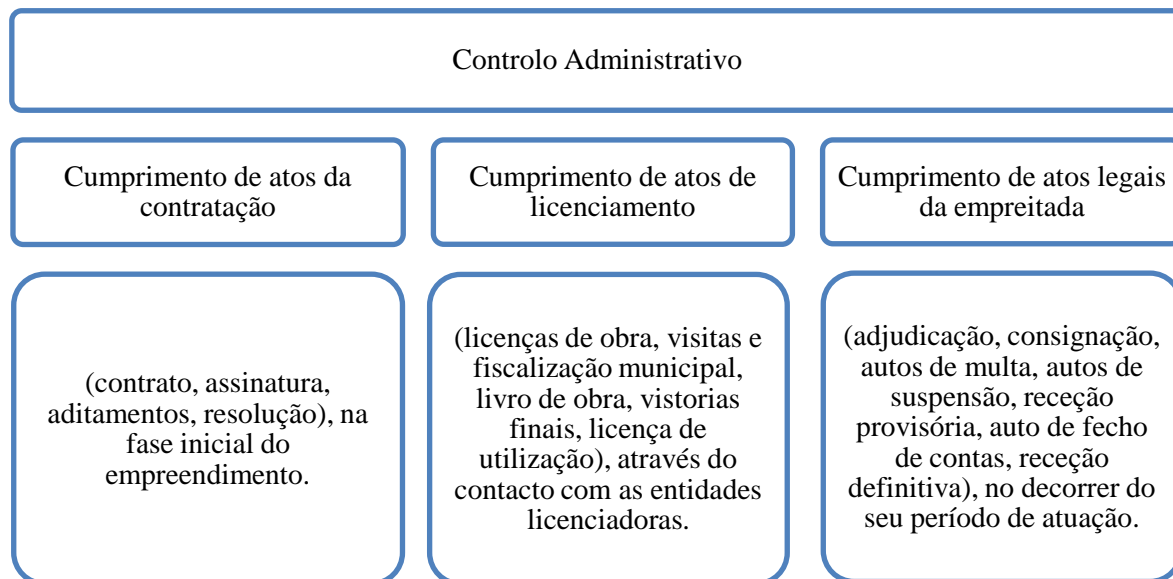 Controlo Administrativo
Cumprimento de atos da
contratação
Cumprimento de atos de
licenciamento
Cumprimento de atos legais
da empreitada
(contrato, assinatura,
aditamentos, resolução), na
fase inicial do
empreendimento.
(licenças de obra, visitas e
fiscalização municipal,
livro de obra, vistorias
finais, licença de
utilização), através do
contacto com as entidades
licenciadoras.
(adjudicação, consignação,
autos de multa, autos de
suspensão, receção
provisória, auto de fecho
de contas, receção
definitiva), no decorrer do
seu período de atuação.